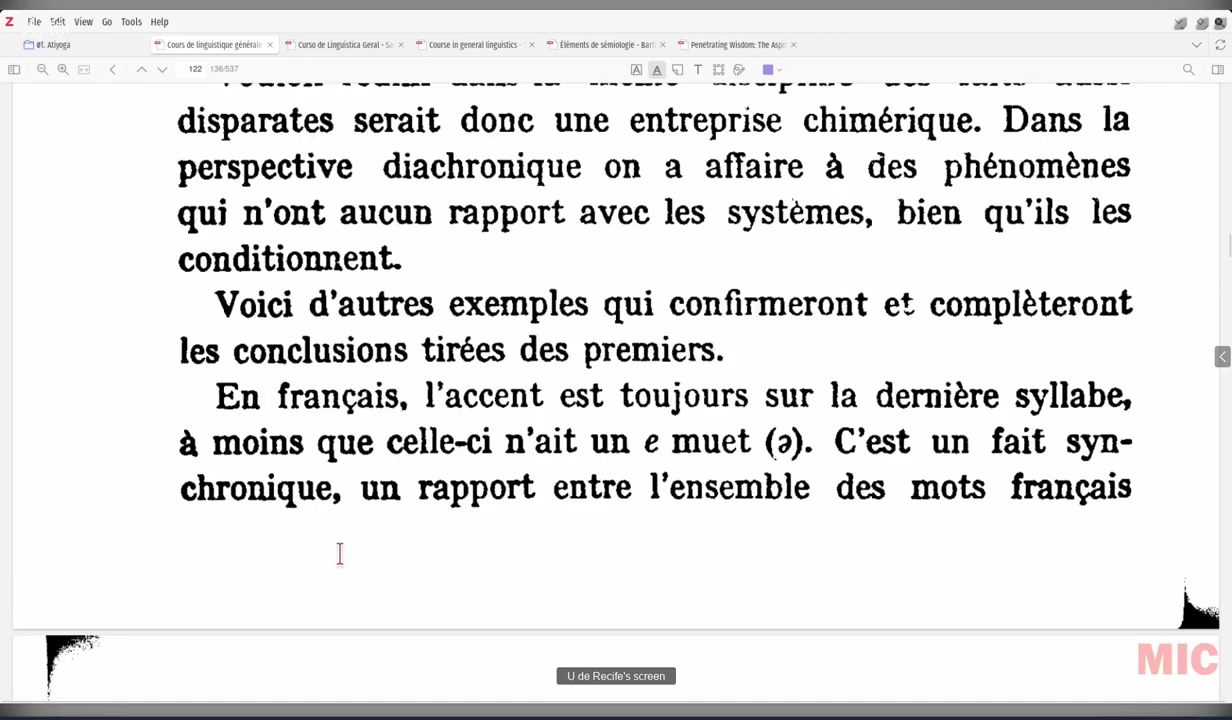 File Edit View Go Tools Help
01. Atiyoga
Cours de linguistique générale
Curso de Linguística Geral - Sa
Course in general linguistics -
Éléments de sémiologie - Bart
Penetrating Wisdom: The Aspi
122 136/537
disparates serait donc une entreprise chimérique. Dans la
perspective diachronique on a affaire à des phénomènes
qui n'ont aucun rapport avec les systèmes, bien qu'ils les
conditionnent.
Voici d'autres exemples qui confirmeront et complèteront
les conclusions tirées des premiers.
En français, l'accent est toujours sur la dernière syllabe,
à moins que celle-ci n'ait un e muet (ə). C'est un fait syn-
chronique, un rapport entre l'ensemble des mots français
MIC
U de Recife's screen